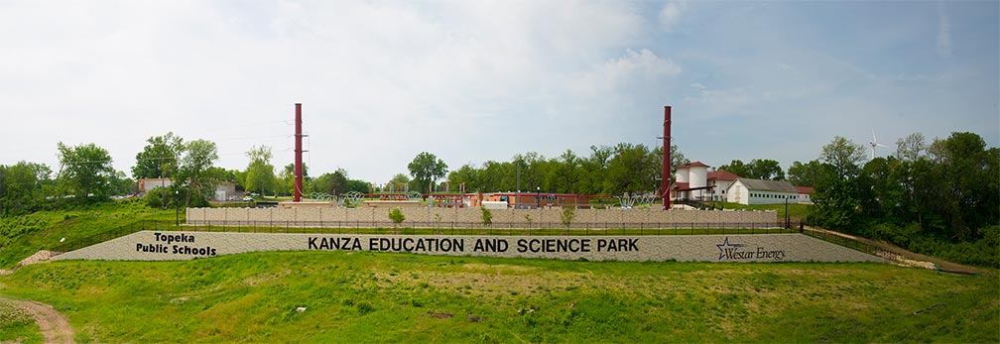 Topeka
Public Schools
KANZA EDUCATION AND SCIENCE PARK
Westar Energy